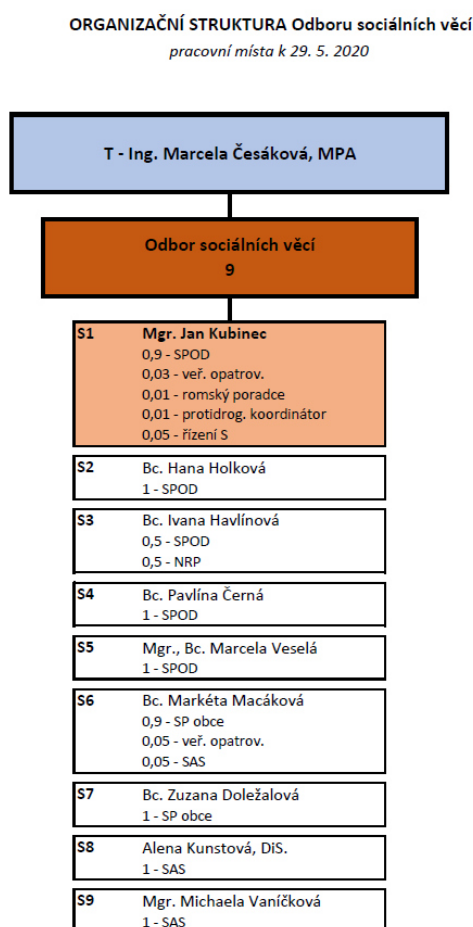 ORGANIZAČNÍ STRUKTURA Odboru sociálních věcí
pracovní místa k 29. 5. 2020
T - Ing. Marcela Česáková, MPA
Odbor sociálních věcí
9
S1 Mgr. Jan Kubinec
0,9 - SPOD
0,03 - veř. opatrov.
0,01 - romský poradce
0,01 - protidrog. koordinátor
0,05 - řízení S
S2 Bc. Hana Holková
1 - SPOD
S3 Bc. Ivana Havlínová
0,5 - SPOD
0,5 - NRP
S4 Bc. Pavlína Černá
1 - SPOD
S5 Mgr., Bc. Marcela Veselá
1 - SPOD
S6 Bc. Markéta Macáková
0,9 - SP obce
0,05 - veř. opatrov.
0,05 - SAS
S7 Bc. Zuzana Doležalová
1 - SP obce
S8 Alena Kunstová, DiS.
1 - SAS
S9 Mgr. Michaela Vaníčková
1 - SAS